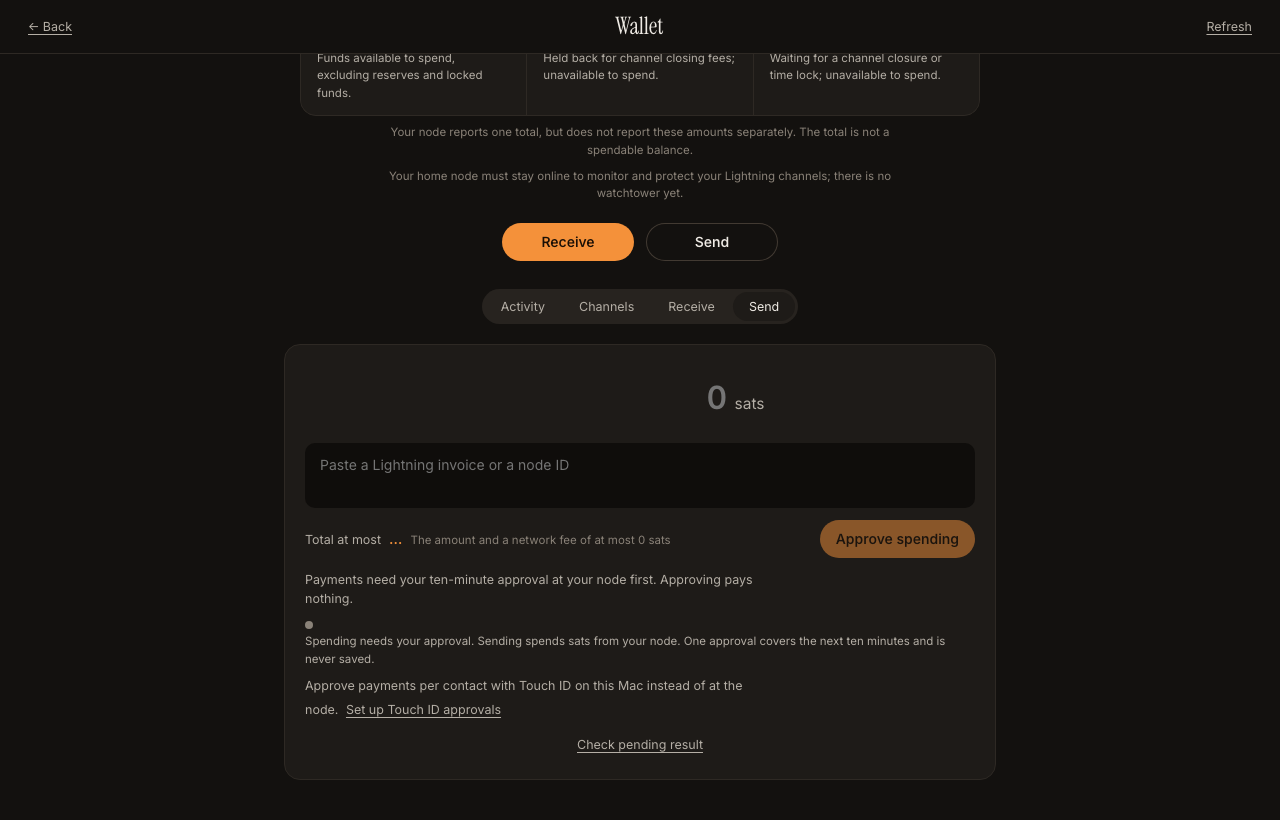 ← Back
Wallet
Refresh
Funds available to spend,
excluding reserves and locked
funds.
Held back for channel closing fees;
unavailable to spend.
Waiting for a channel closure or
time lock; unavailable to spend.
Your node reports one total, but does not report these amounts separately. The total is not a
spendable balance.
Your home node must stay online to monitor and protect your Lightning channels; there is no
watchtower yet.
Receive
Send
Activity
Channels
Receive
Send
0 sats
Paste a Lightning invoice or a node ID
Total at most ... The amount and a network fee of at most 0 sats
Approve spending
Payments need your ten-minute approval at your node first. Approving pays
nothing.
Spending needs your approval. Sending spends sats from your node. One approval covers the next ten minutes and is
never saved.
Approve payments per contact with Touch ID on this Mac instead of at the
node. Set up Touch ID approvals
Check pending result